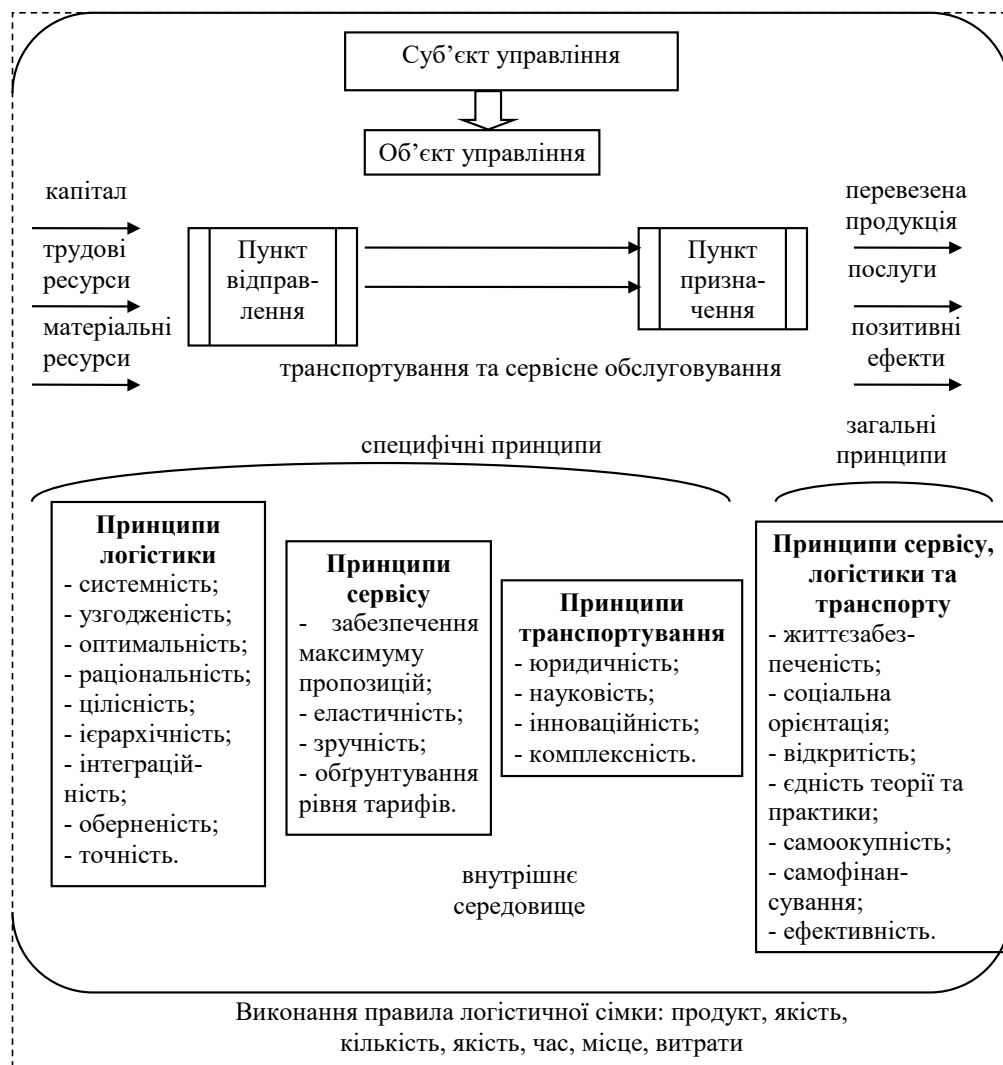 Суб’єкт управління
Об’єкт управління
капітал
трудові
ресурси
матеріальні
ресурси
Пункт
відправ-
лення
Пункт
призна-
чення
перевезена
продукція
послуги
позитивні
ефекти
транспортування та сервісне обслуговування
специфічні принципи
загальні
принципи
Принципи
логістики
- системність;
- узгодженість;
- оптимальність;
- раціональність;
- цілісність;
- ієрархічність;
- інтеграцій-
ність;
- оберненість;
- точність.
Принципи
сервісу
- забезпечення
максимуму
пропозицій;
- еластичність;
- зручність;
- обґрунтування
рівня тарифів.
Принципи
транспортування
- юридичність;
- науковість;
- інноваційність;
- комплексність.
Принципи сервісу,
логістики та
транспорту
- життєзабез-
печеність;
- соціальна
орієнтація;
- відкритість;
- єдність теорії та
практики;
- самоокупність;
- самофінан-
сування;
- ефективність.
внутрішнє
середовище
Виконання правила логістичної сімки: продукт, якість,
кількість, якість, час, місце, витрати